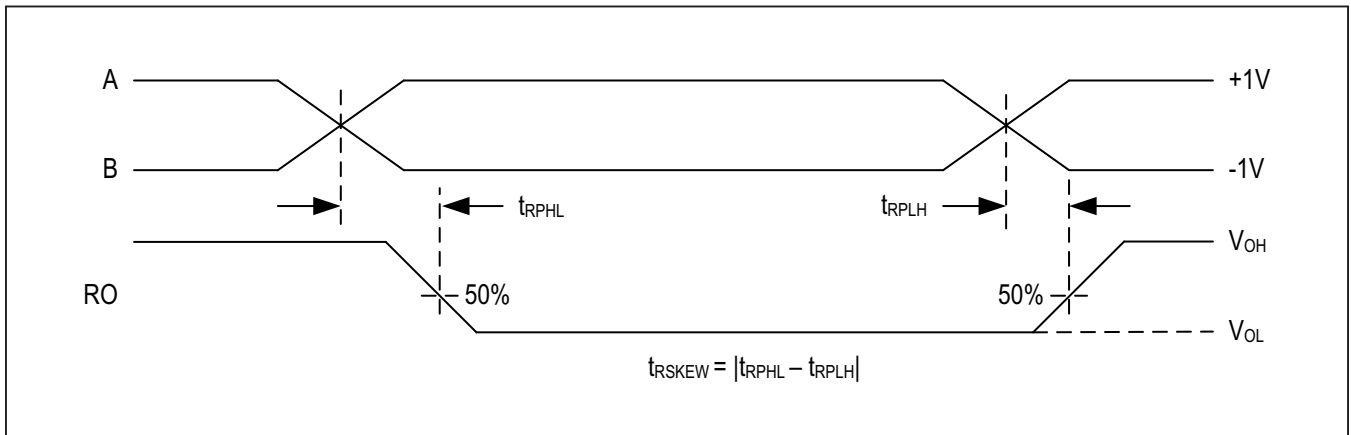 A
+1V
B
-1V
tRPHL
tRPLH
VOH
RO
50%
50%
VOL
tRSKEW = |tRPHL – tRPLH|